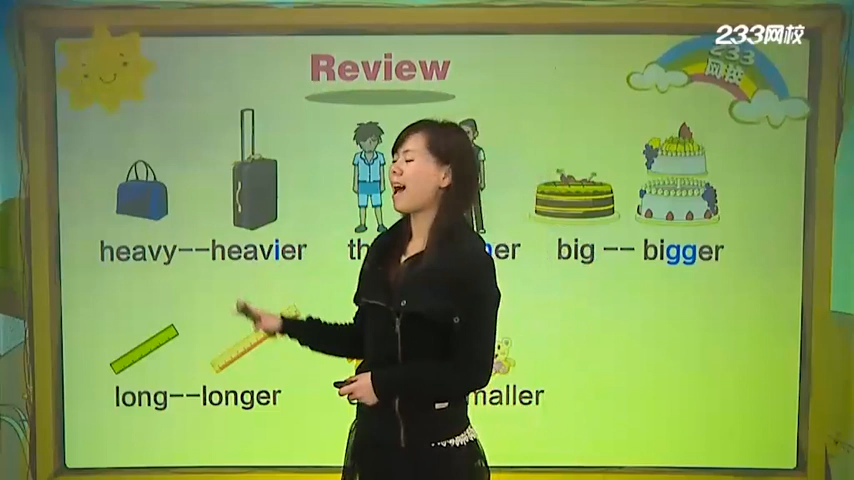 233网校
233
网校
Review
heavy--heavier
th er
big -- bigger
long--longer
maller